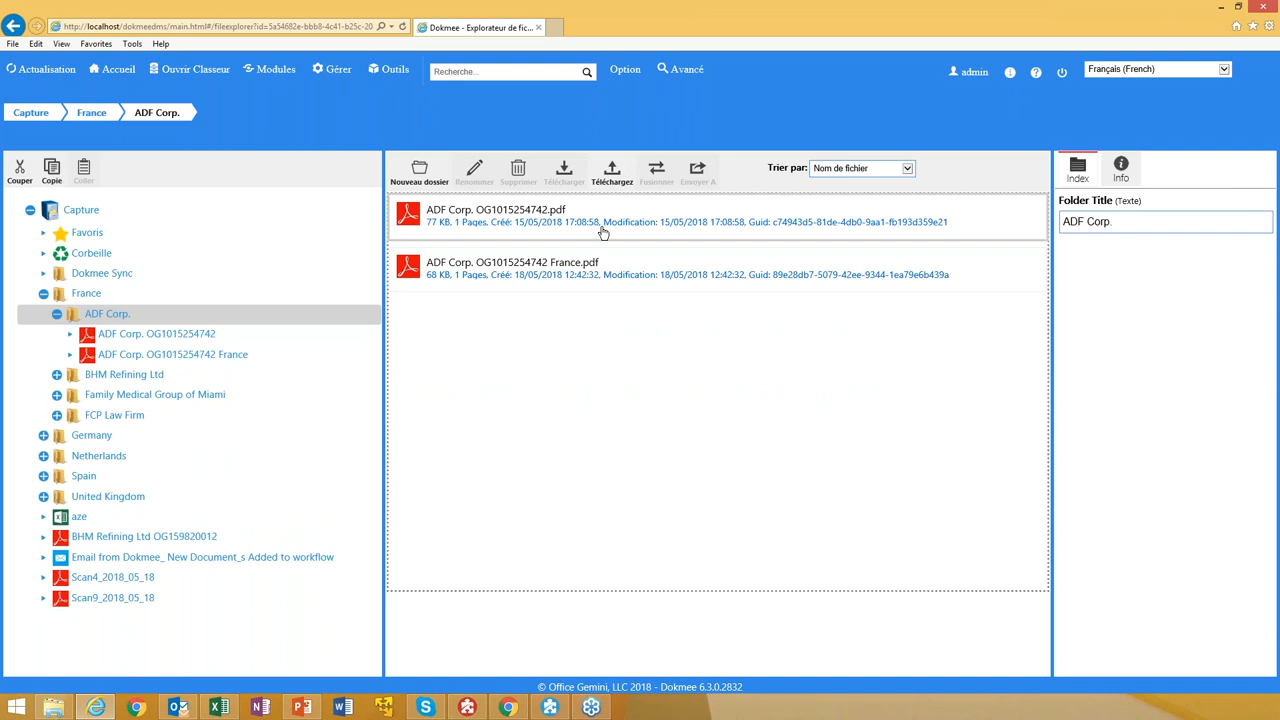 http://localhost/dokmeedms/main.html#/fileexplorer?id=5a54682e-bbb8-4c41-b25c-20
Dokmee - Explorateur de fic...
File Edit View Favorites Tools Help
Actualisation Accueil Ouvrir Classeur Modules Gérer Outils Recherche... Option Avancé admin Français (French)
Capture France ADF Corp.
Couper Copie Coller
Nouveau dossier Renommer Supprimer Télécharger Téléchargez Fusionner Envoyer A
Trier par: Nom de fichier
Index Info
Capture
Favoris
Corbeille
Dokmee Sync
France
ADF Corp.
ADF Corp. OG1015254742
ADF Corp. OG1015254742 France
BHM Refining Ltd
Family Medical Group of Miami
FCP Law Firm
Germany
Netherlands
Spain
United Kingdom
aze
BHM Refining Ltd OG159820012
Email from Dokmee_ New Document_s Added to workflow
Scan4_2018_05_18
Scan9_2018_05_18
ADF Corp. OG1015254742.pdf
77 KB, 1 Pages, Créé: 15/05/2018 17:08:58, Modification: 15/05/2018 17:08:58, Guid: c74943d5-81de-4db0-9aa1-fb193d359e21
ADF Corp. OG1015254742 France.pdf
68 KB, 1 Pages, Créé: 18/05/2018 12:42:32, Modification: 18/05/2018 12:42:32, Guid: 89e28db7-5079-42ee-9344-1ea79e6b439a
Folder Title (Texte)
ADF Corp.
© Office Gemini, LLC 2018 - Dokmee 6.3.0.2832